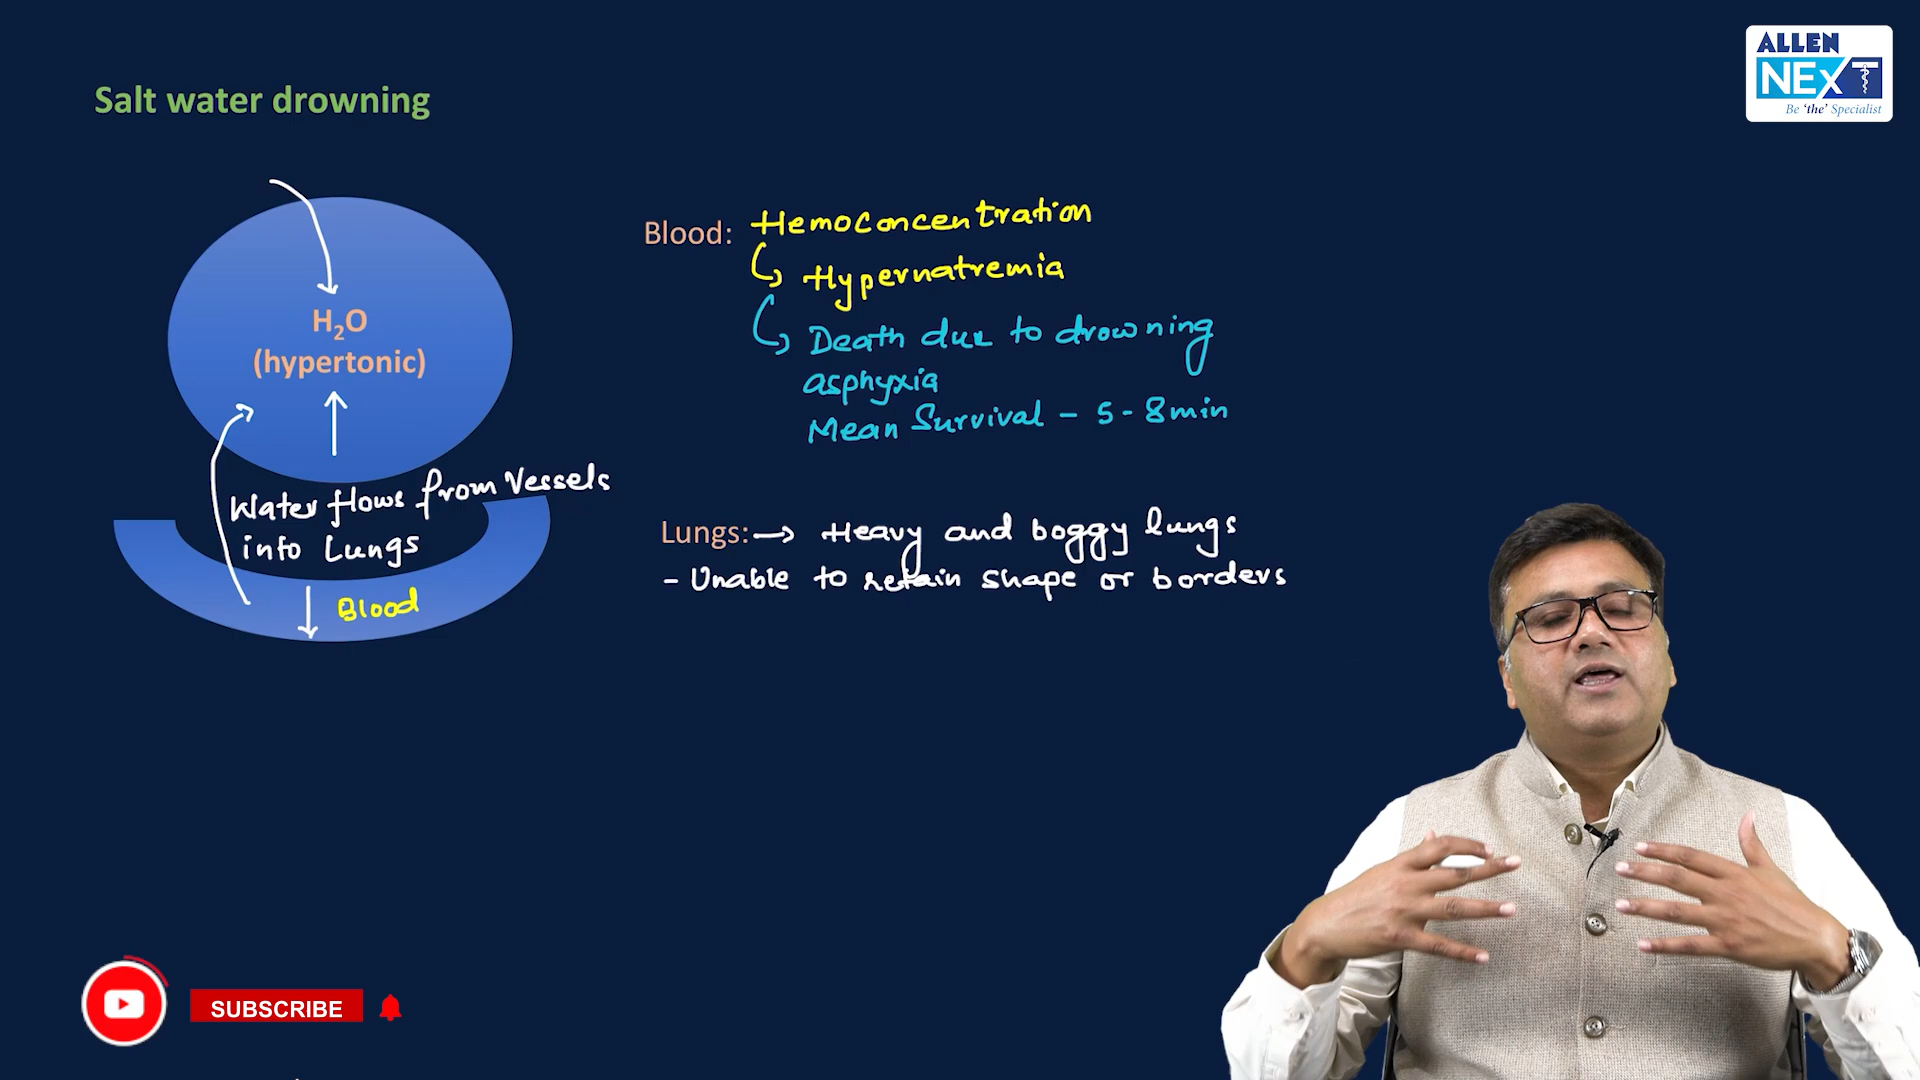 ALLEN
NEXT
Be 'the' Specialist
Salt water drowning
H₂O
(hypertonic)
Water flows from Vessels
into Lungs
Blood
Blood: Hemoconcentration
Hypernatremia
Death due to drowning
asphyxia
Mean Survival - 5-8min
Lungs: → Heavy and boggy lungs
- Unable to retain shape or borders
SUBSCRIBE